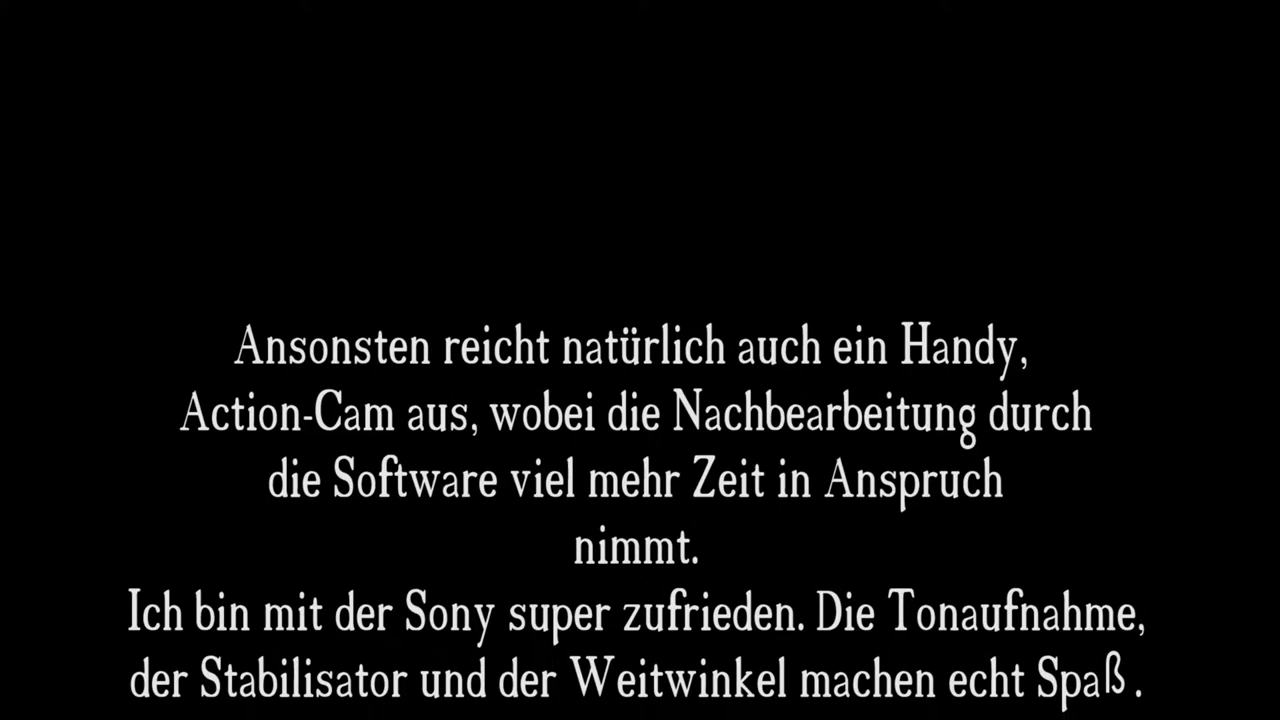 Ansonsten reicht natürlich auch ein Handy,
Action-Cam aus, wobei die Nachbearbeitung durch
die Software viel mehr Zeit in Anspruch
nimmt.
Ich bin mit der Sony super zufrieden. Die Tonaufnahme,
der Stabilisator und der Weitwinkel machen echt Spaß .